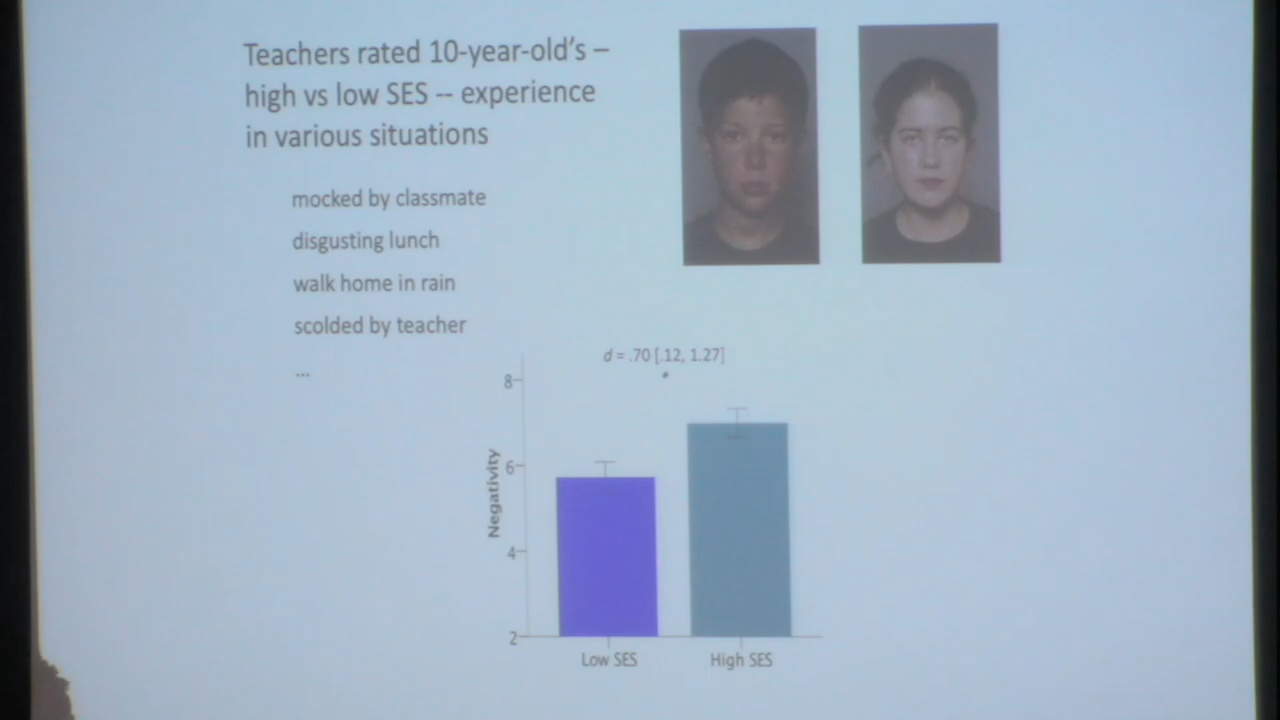 Teachers rated 10-year-old's –
high vs low SES -- experience
in various situations
mocked by classmate
disgusting lunch
walk home in rain
scolded by teacher
...
d = .70 [.12, 1.27]
*
8
6
4
2
Negativity
Low SES
High SES